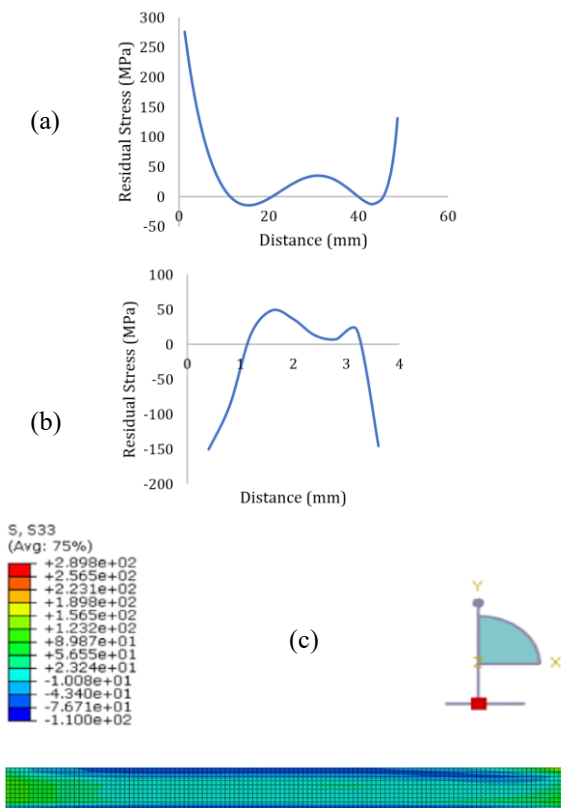 300
250
200
150
100
50
0
-50
0
20
40
60
Residual Stress (MPa)
Distance (mm)
(a)
100
50
0
-50
-100
-150
-200
0
1
2
3
4
Residual Stress (MPa)
Distance (mm)
(b)
S, S33
(Avg: 75%)
+2.898e+02
+2.565e+02
+2.231e+02
+1.898e+02
+1.565e+02
+1.232e+02
+8.987e+01
+5.655e+01
+2.324e+01
-1.008e+01
-4.340e+01
-7.671e+01
-1.100e+02
(c)
Y
Z
X